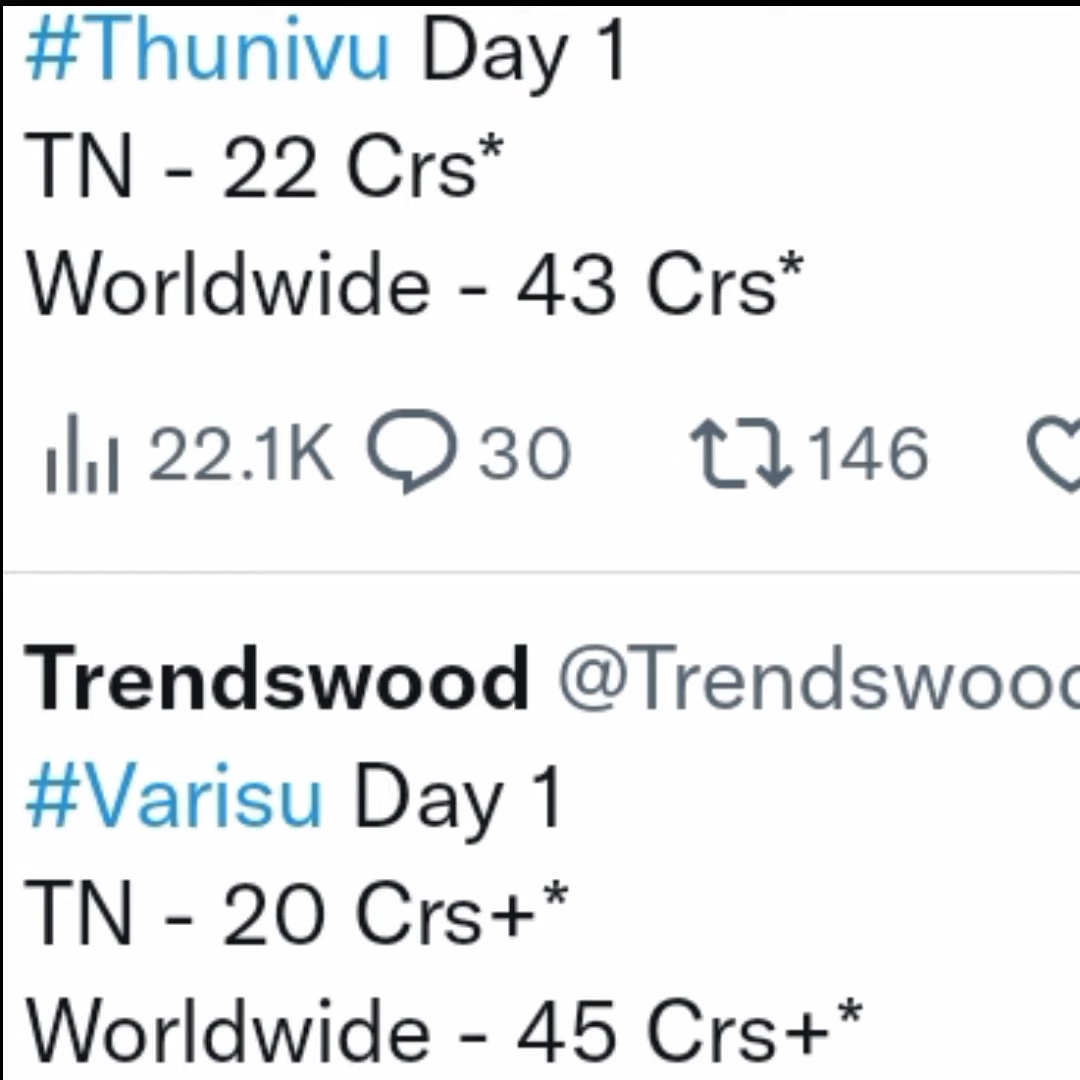 #Thunivu Day 1
TN - 22 Crs*
Worldwide - 43 Crs*
22.1K 30 146
Trendswood @Trendswood
#Varisu Day 1
TN - 20 Crs+*
Worldwide - 45 Crs+*